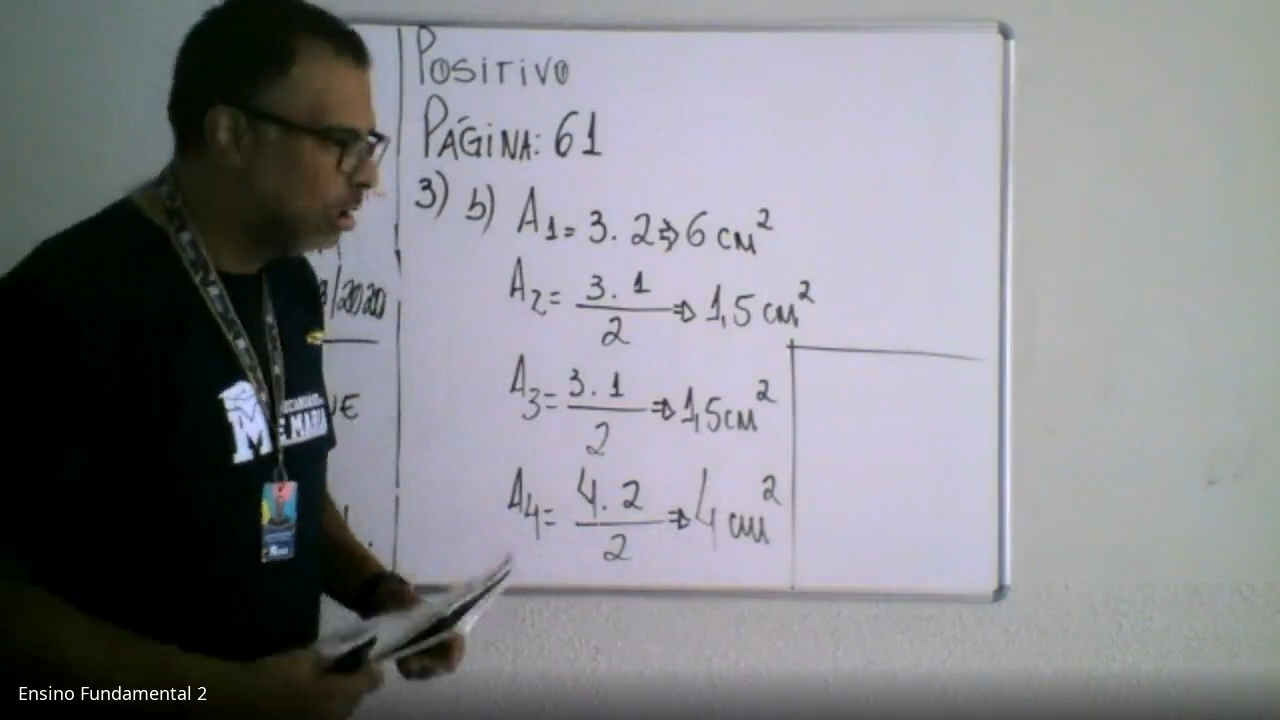 Positivo
Página: 61
3) b) A1 = 3 . 2 ⇒ 6 cm²
A2 = 3 . 1 / 2 ⇒ 1,5 cm²
A3 = 3 . 1 / 2 ⇒ 1,5 cm²
A4 = 4 . 2 / 2 ⇒ 4 cm²
/2020
M
Ensino Fundamental 2